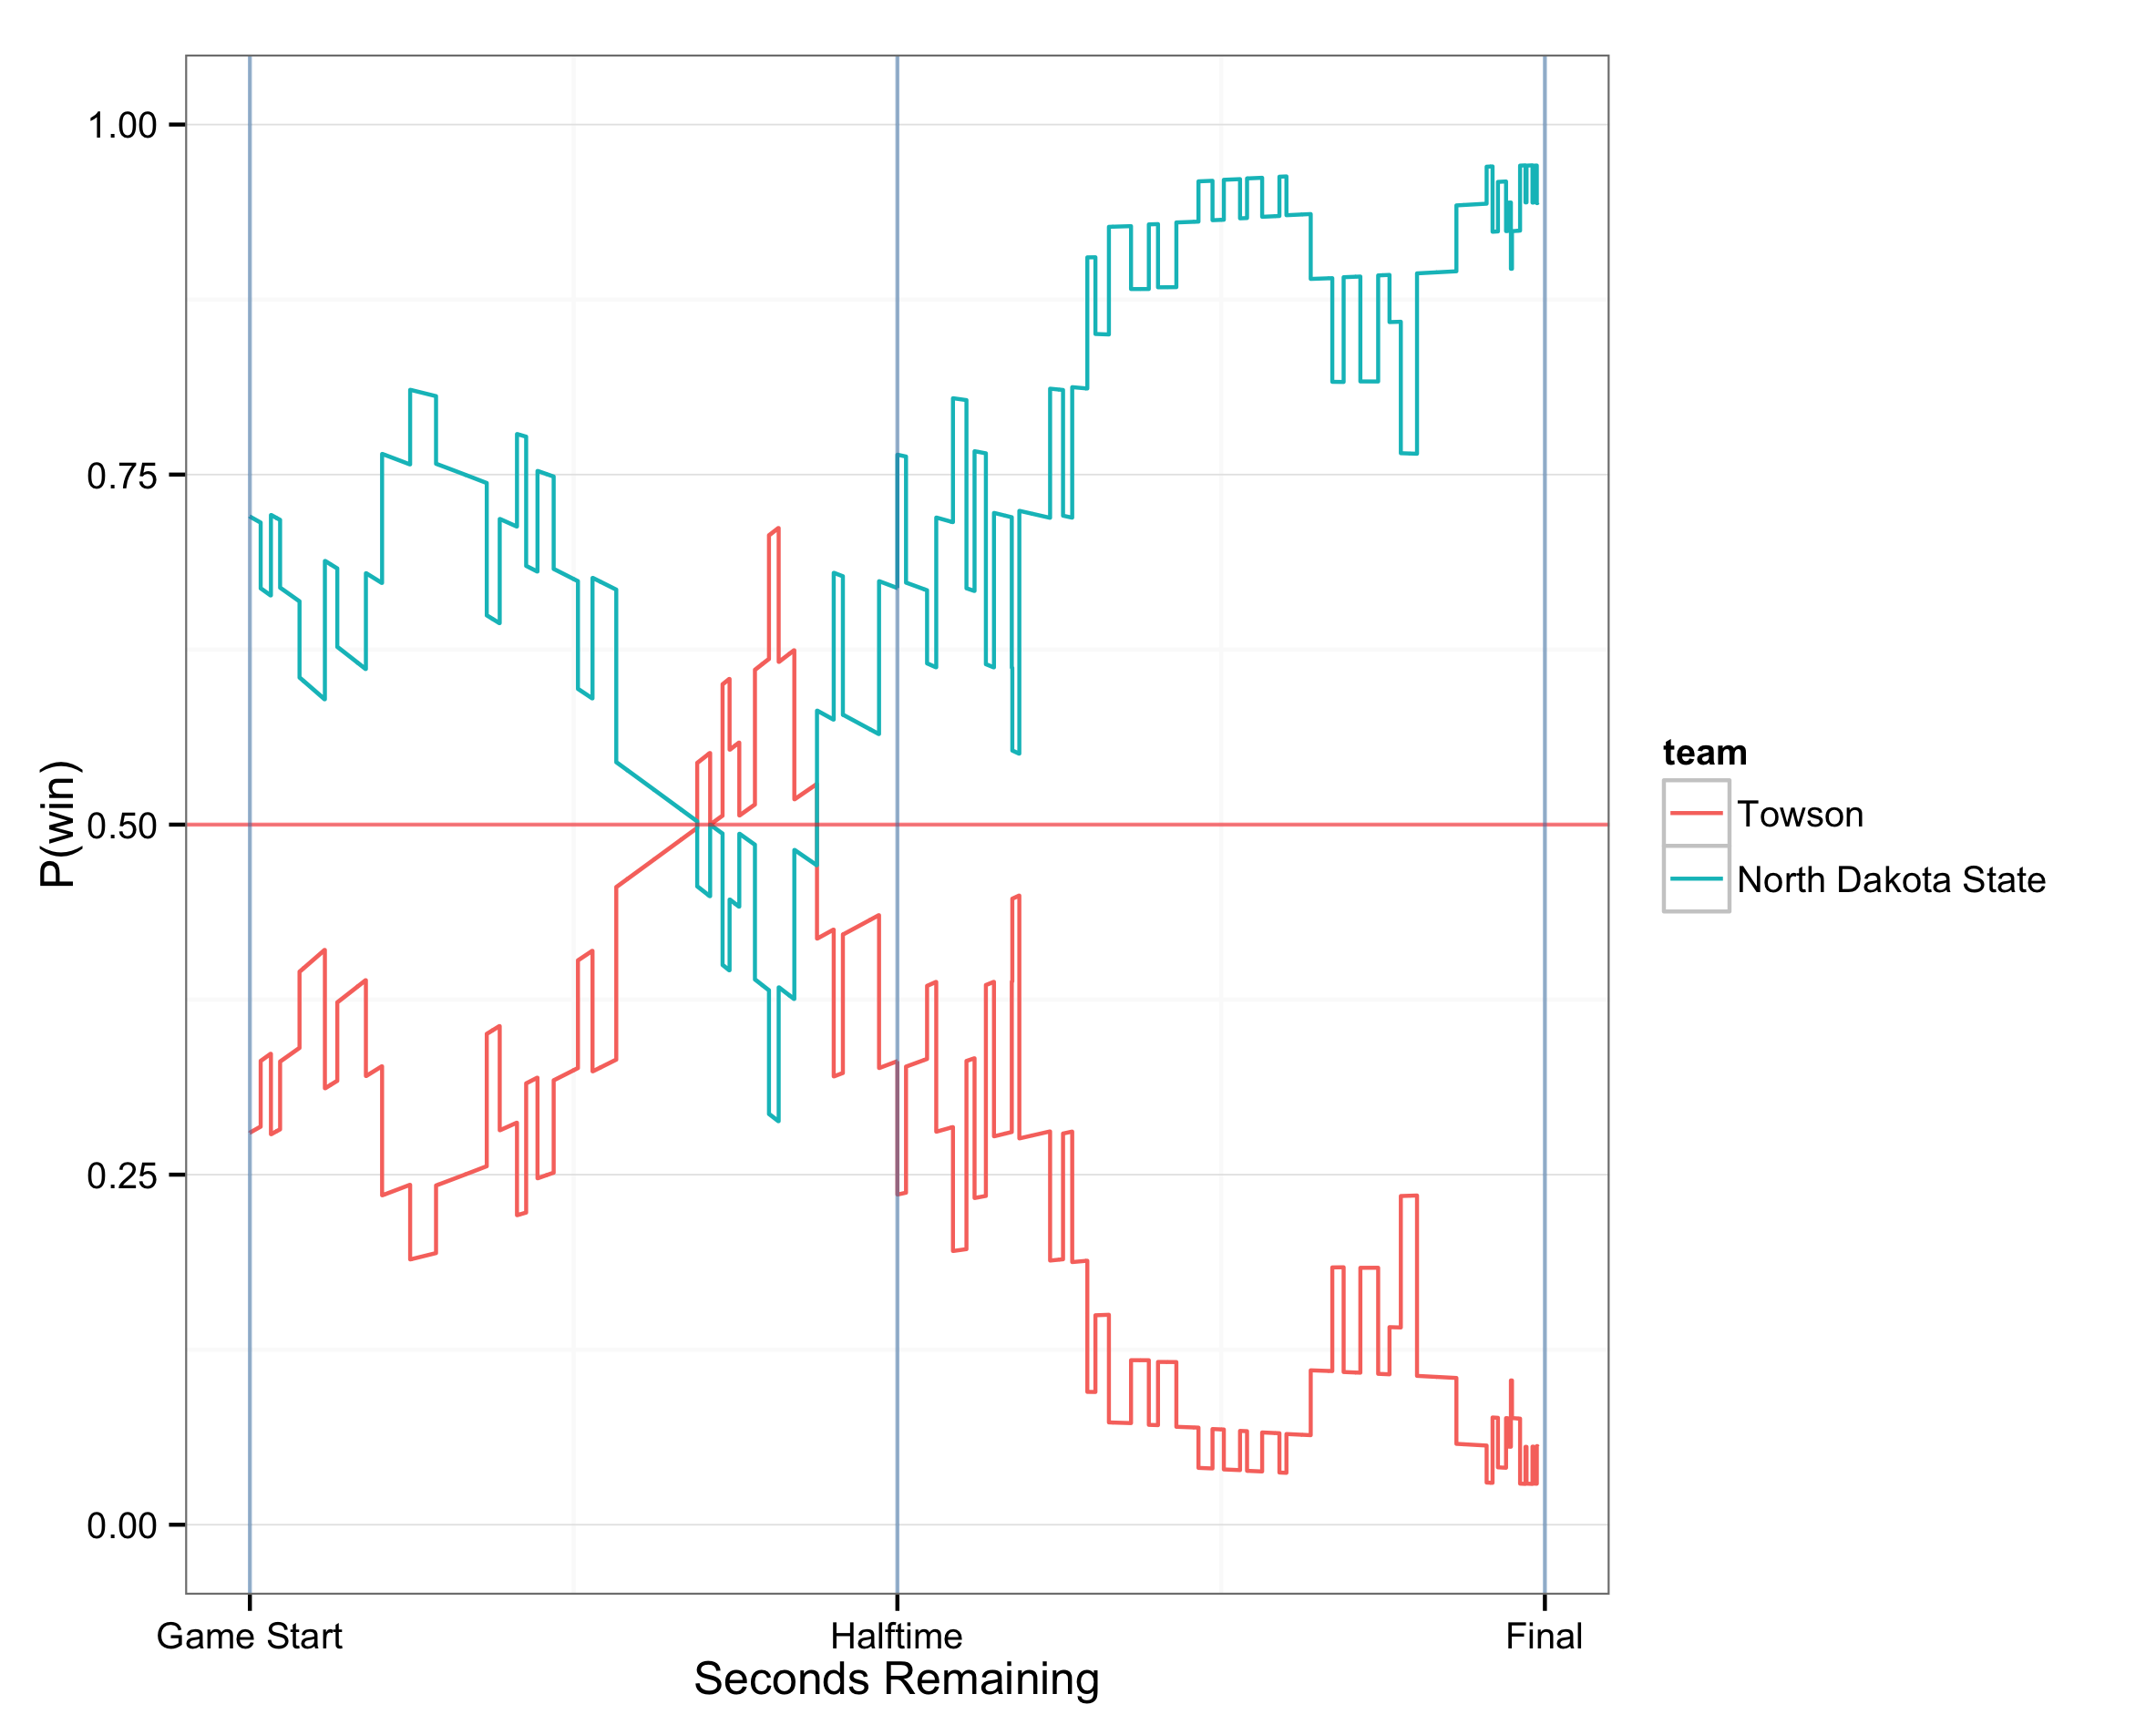 1.00
0.75
0.50
0.25
0.00
P(win)
Game Start
Halftime
Final
Seconds Remaining
team
Towson
North Dakota State